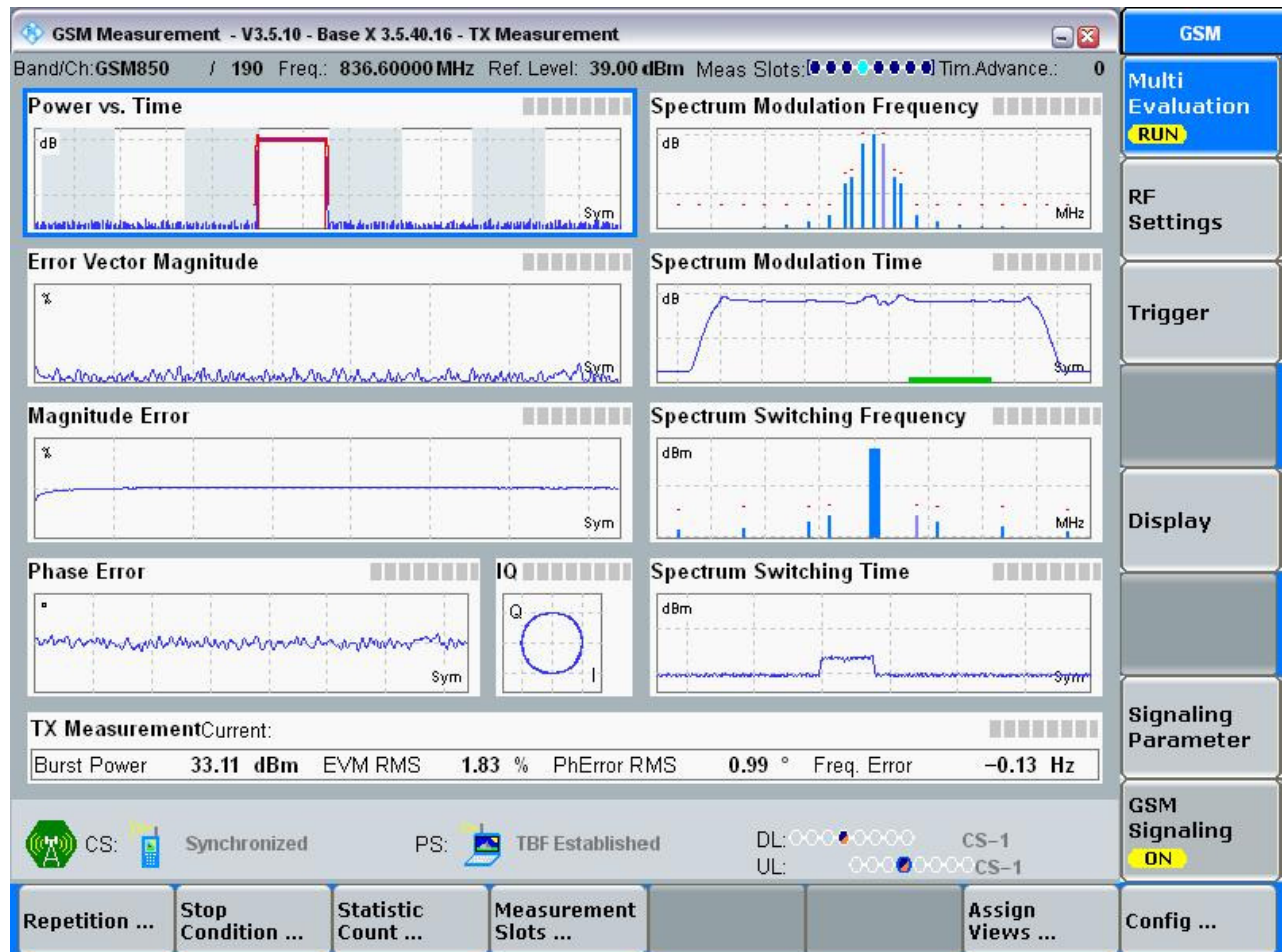 GSM Measurement - V3.5.10 - Base X 3.5.40.16 - TX Measurement
GSM
Band/Ch:GSM850 / 190 Freq.: 836.60000 MHz Ref. Level: 39.00 dBm Meas Slots: Tim.Advance.: 0
Multi
Evaluation
RUN
Power vs. Time
dB
Sym
Spectrum Modulation Frequency
dB
MHz
RF
Settings
Error Vector Magnitude
%
Sym
Spectrum Modulation Time
dB
Sym
Trigger
Magnitude Error
%
Sym
Spectrum Switching Frequency
dBm
MHz
Display
Phase Error
°
Sym
IQ
Q
I
Spectrum Switching Time
dBm
Sym
TX Measurement Current:
Burst Power 33.11 dBm EVM RMS 1.83 % PhError RMS 0.99 ° Freq. Error -0.13 Hz
Signaling
Parameter
CS: Synchronized PS: TBF Established DL: CS-1
UL: CS-1
GSM
Signaling
ON
Repetition ...
Stop
Condition ...
Statistic
Count ...
Measurement
Slots ...
Assign
Views ...
Config ...